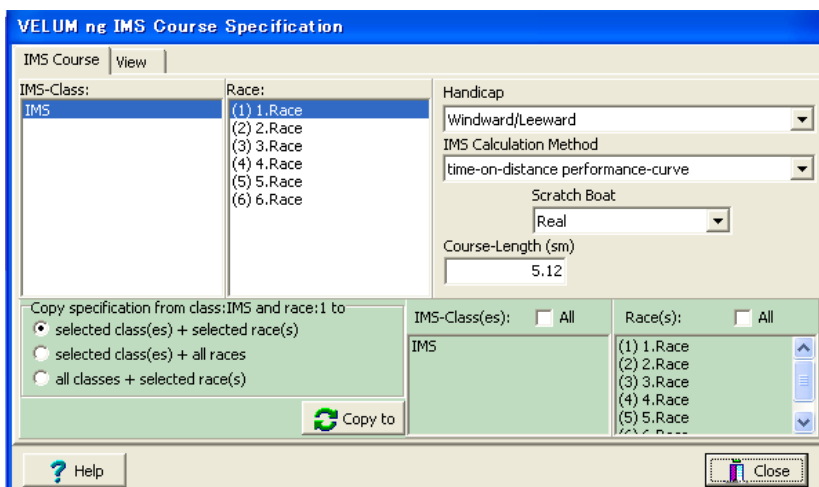 VELUM ng IMS Course Specification
IMS Course
View
IMS-Class:
IMS
Race:
(1) 1.Race
(2) 2.Race
(3) 3.Race
(4) 4.Race
(5) 5.Race
(6) 6.Race
Handicap
Windward/Leeward
IMS Calculation Method
time-on-distance performance-curve
Scratch Boat
Real
Course-Length (sm)
5.12
Copy specification from class:IMS and race:1 to
selected class(es) + selected race(s)
selected class(es) + all races
all classes + selected race(s)
Copy to
IMS-Class(es):
All
IMS
Race(s):
All
(1) 1.Race
(2) 2.Race
(3) 3.Race
(4) 4.Race
(5) 5.Race
Help
Close